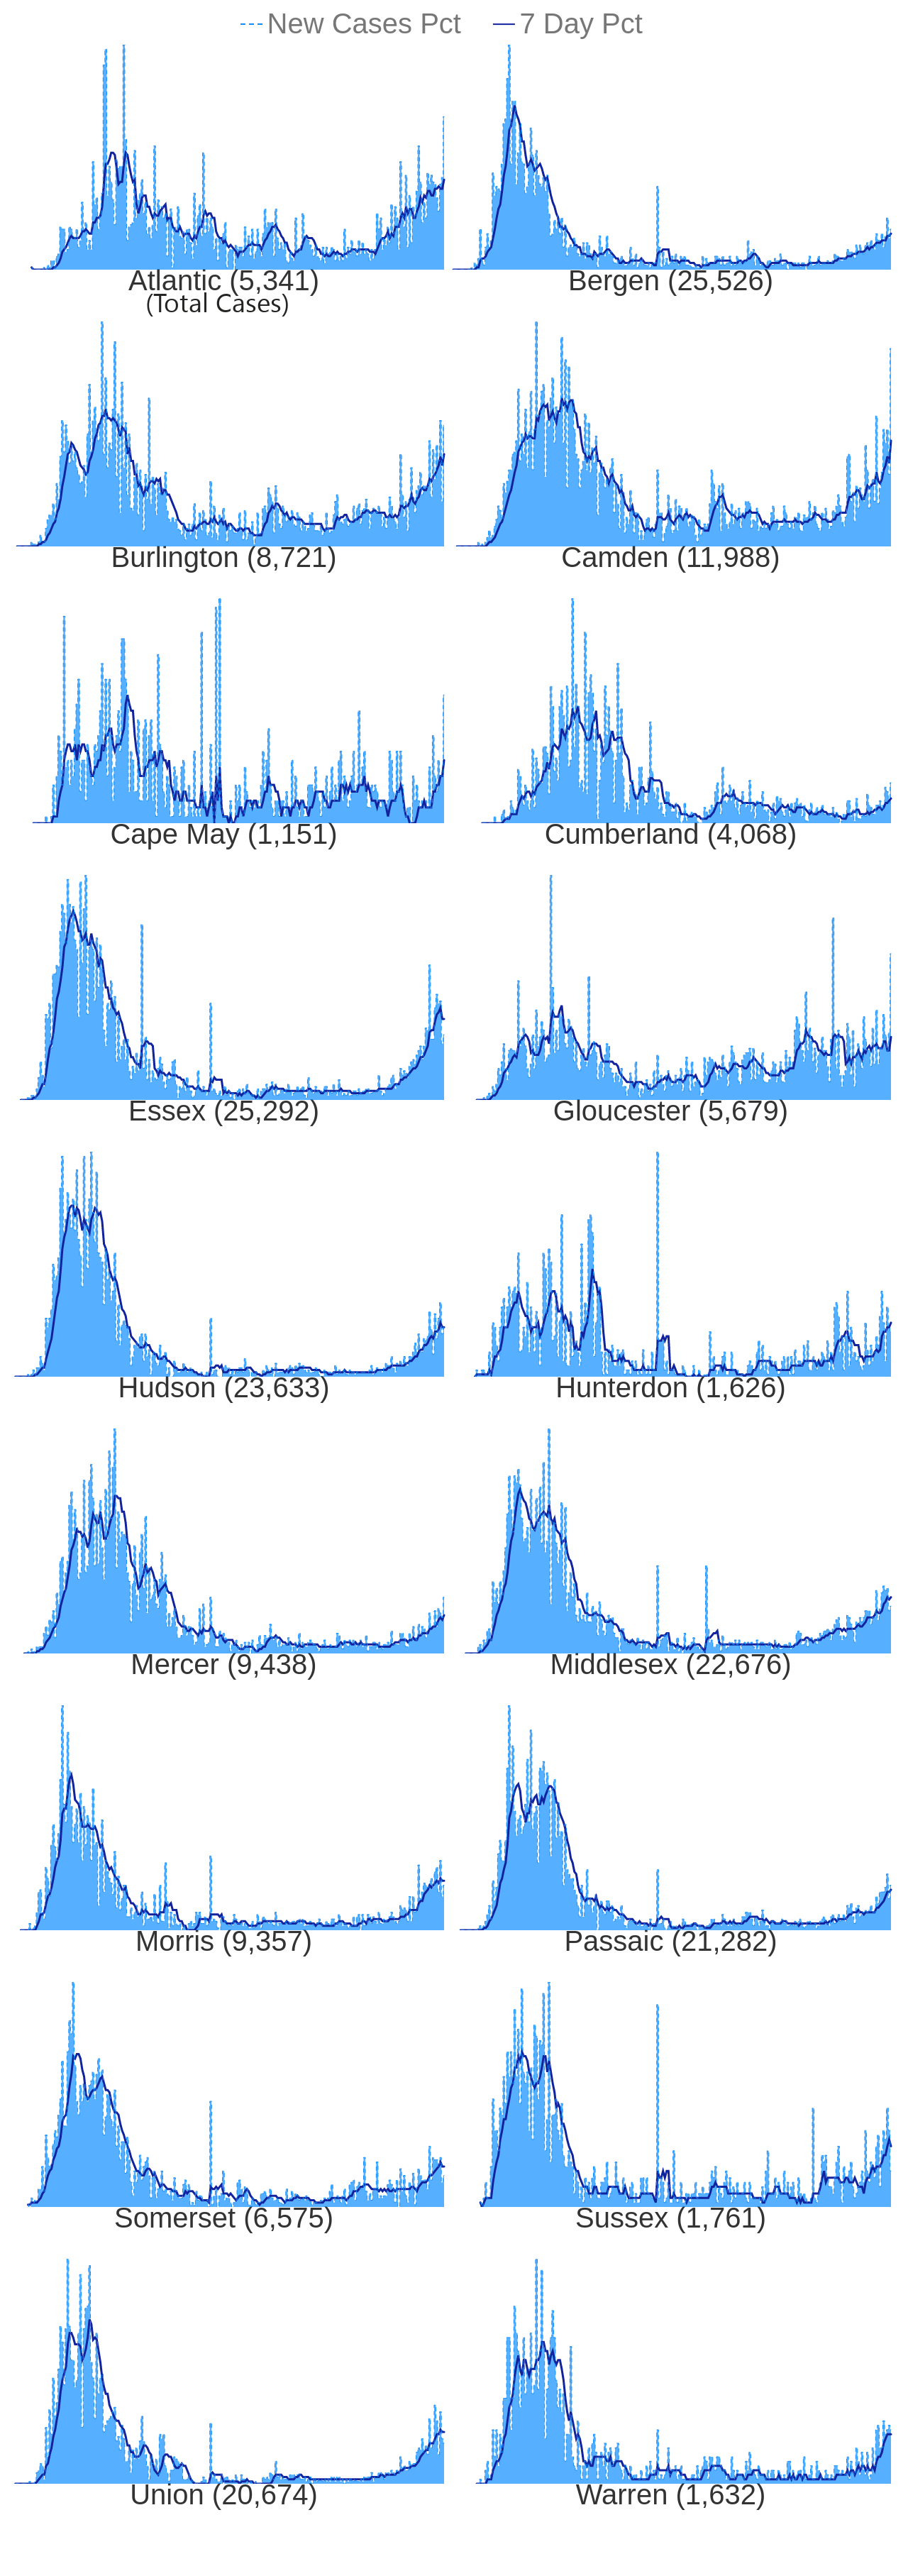 New Cases Pct 7 Day Pct
Atlantic (5,341) Bergen (25,526)
(Total Cases)
Burlington (8,721) Camden (11,988)
Cape May (1,151) Cumberland (4,068)
Essex (25,292) Gloucester (5,679)
Hudson (23,633) Hunterdon (1,626)
Mercer (9,438) Middlesex (22,676)
Morris (9,357) Passaic (21,282)
Somerset (6,575) Sussex (1,761)
Union (20,674) Warren (1,632)